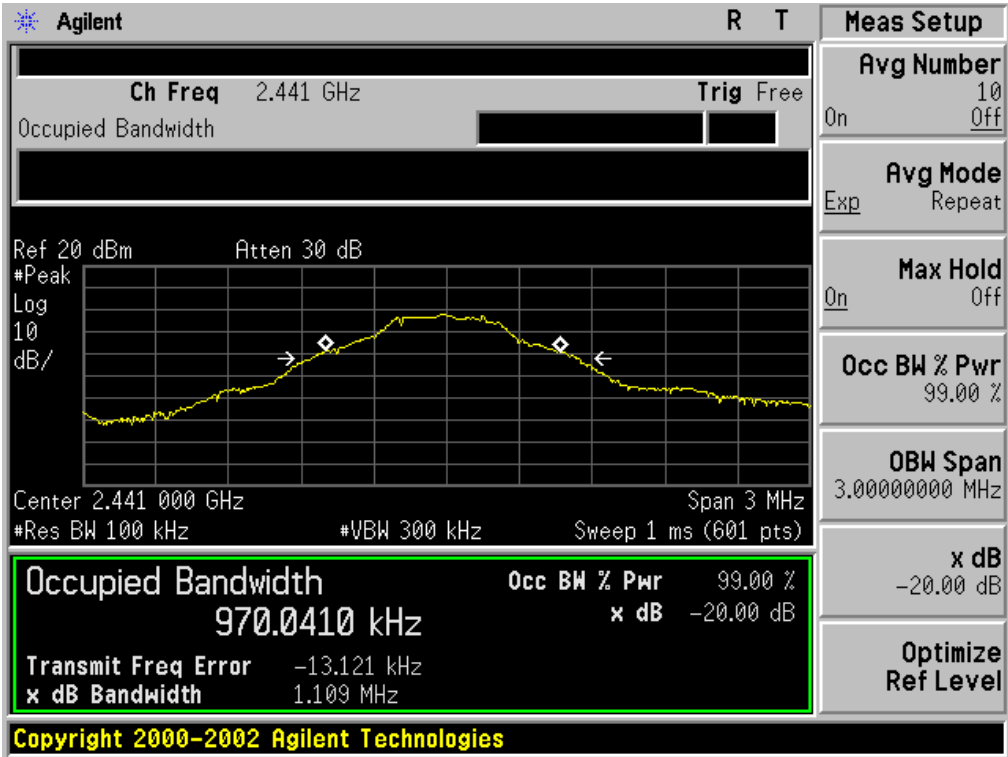 Agilent R T
Ch Freq 2.441 GHz Trig Free
Occupied Bandwidth
Ref 20 dBm Atten 30 dB
#Peak
Log
10
dB/
Center 2.441 000 GHz Span 3 MHz
#Res BW 100 kHz #VBW 300 kHz Sweep 1 ms (601 pts)
Occupied Bandwidth
970.0410 kHz
Occ BW % Pwr 99.00 %
x dB -20.00 dB
Transmit Freq Error -13.121 kHz
x dB Bandwidth 1.109 MHz
Copyright 2000-2002 Agilent Technologies
Meas Setup
Avg Number
10
On Off
Avg Mode
Exp Repeat
Max Hold
On Off
Occ BW % Pwr
99.00 %
OBW Span
3.00000000 MHz
x dB
-20.00 dB
Optimize
Ref Level